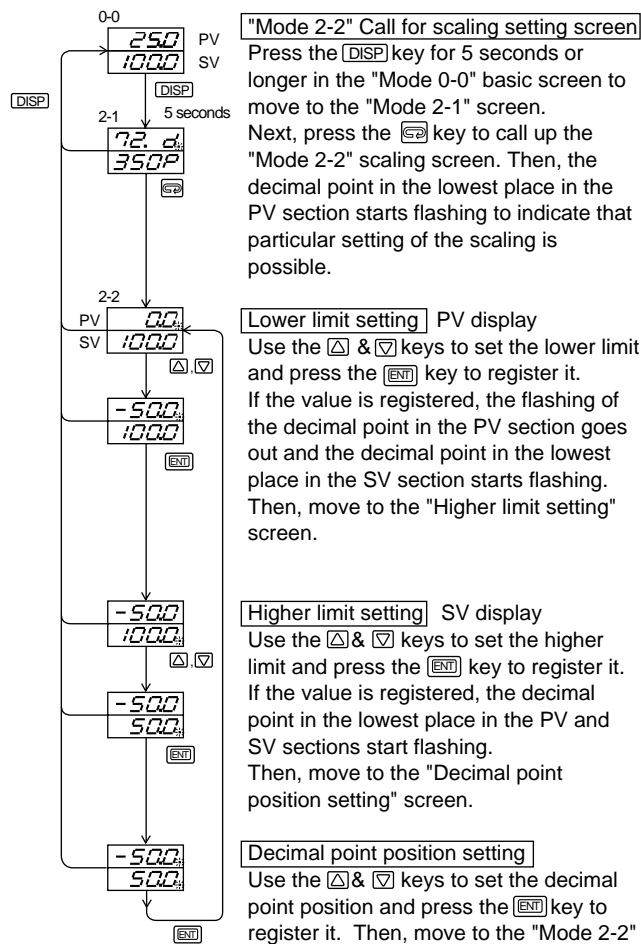 0-0
25.0 PV
100.0 SV
DISP
DISP
5 seconds
2-1
72. d.
350P
2-2
PV 0.0.
SV 100.0
,
-50.0.
100.0
ENT
-50.0
100.0.
,
-50.0
50.0.
ENT
-50.0.
50.0.
ENT
"Mode 2-2" Call for scaling setting screen
Press the DISP key for 5 seconds or
longer in the "Mode 0-0" basic screen to
move to the "Mode 2-1" screen.
Next, press the key to call up the
"Mode 2-2" scaling screen. Then, the
decimal point in the lowest place in the
PV section starts flashing to indicate that
particular setting of the scaling is
possible.
Lower limit setting PV display
Use the △ & ▽ keys to set the lower limit
and press the ENT key to register it.
If the value is registered, the flashing of
the decimal point in the PV section goes
out and the decimal point in the lowest
place in the SV section starts flashing.
Then, move to the "Higher limit setting"
screen.
Higher limit setting SV display
Use the △ & ▽ keys to set the higher
limit and press the ENT key to register it.
If the value is registered, the decimal
point in the lowest place in the PV and
SV sections start flashing.
Then, move to the "Decimal point
position setting" screen.
Decimal point position setting
Use the △ & ▽ keys to set the decimal
point position and press the ENT key to
register it. Then, move to the "Mode 2-2"